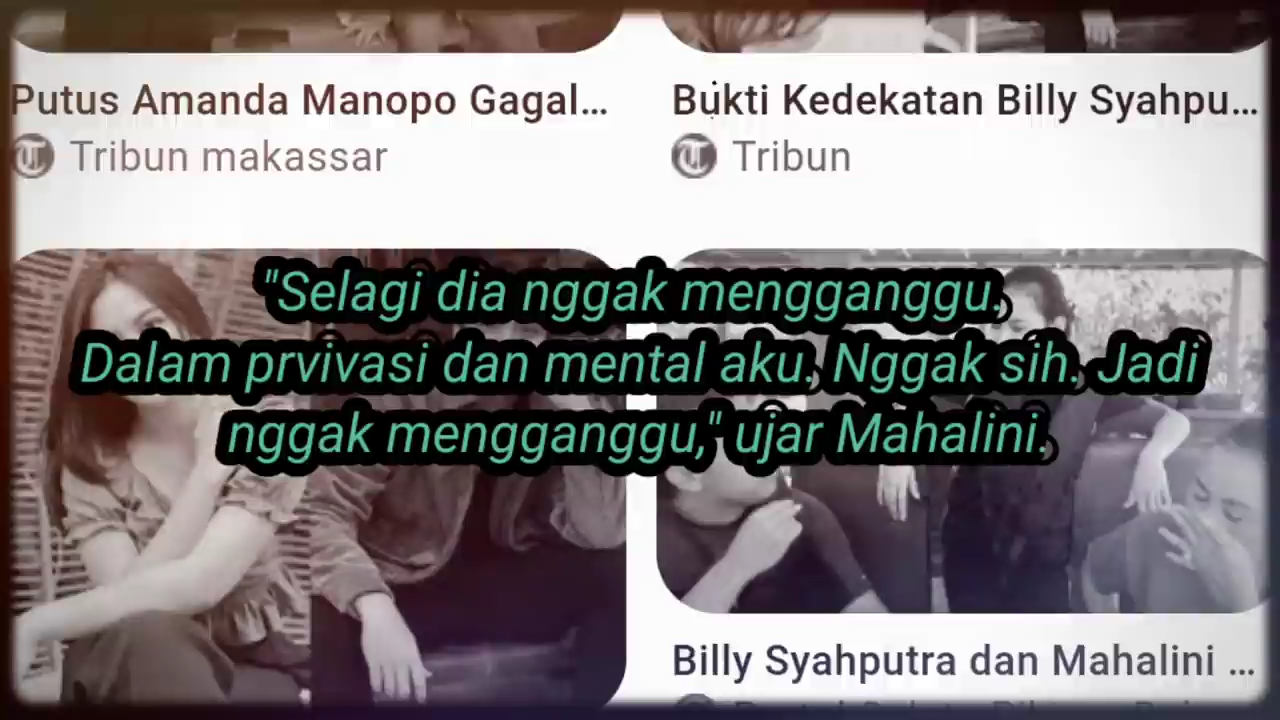 Putus Amanda Manopo Gagal...
Bukti Kedekatan Billy Syahpu...
Tribun makassar
Tribun
"Selagi dia nggak mengganggu.
Dalam prvivasi dan mental aku. Nggak sih. Jadi
nggak mengganggu," ujar Mahalini.
Billy Syahputra dan Mahalini ...